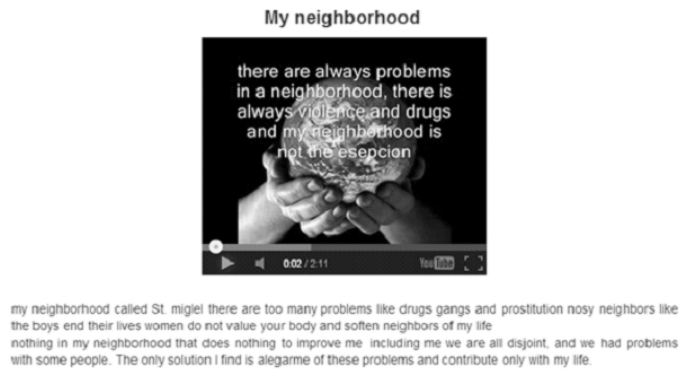 My neighborhood
there are always problems
in a neighborhood, there is
always violence and drugs
and my neighborhood is
not the esepcion
0:02 / 2:11
YouTube
my neighborhood called St. miglel there are too many problems like drugs gangs and prostitution nosy neighbors like
the boys end their lives women do not value your body and soften neighbors of my life
nothing in my neighborhood that does nothing to improve me including me we are all disjoint, and we had problems
with some people. The only solution I find is alegarme of these problems and contribute only with my life.